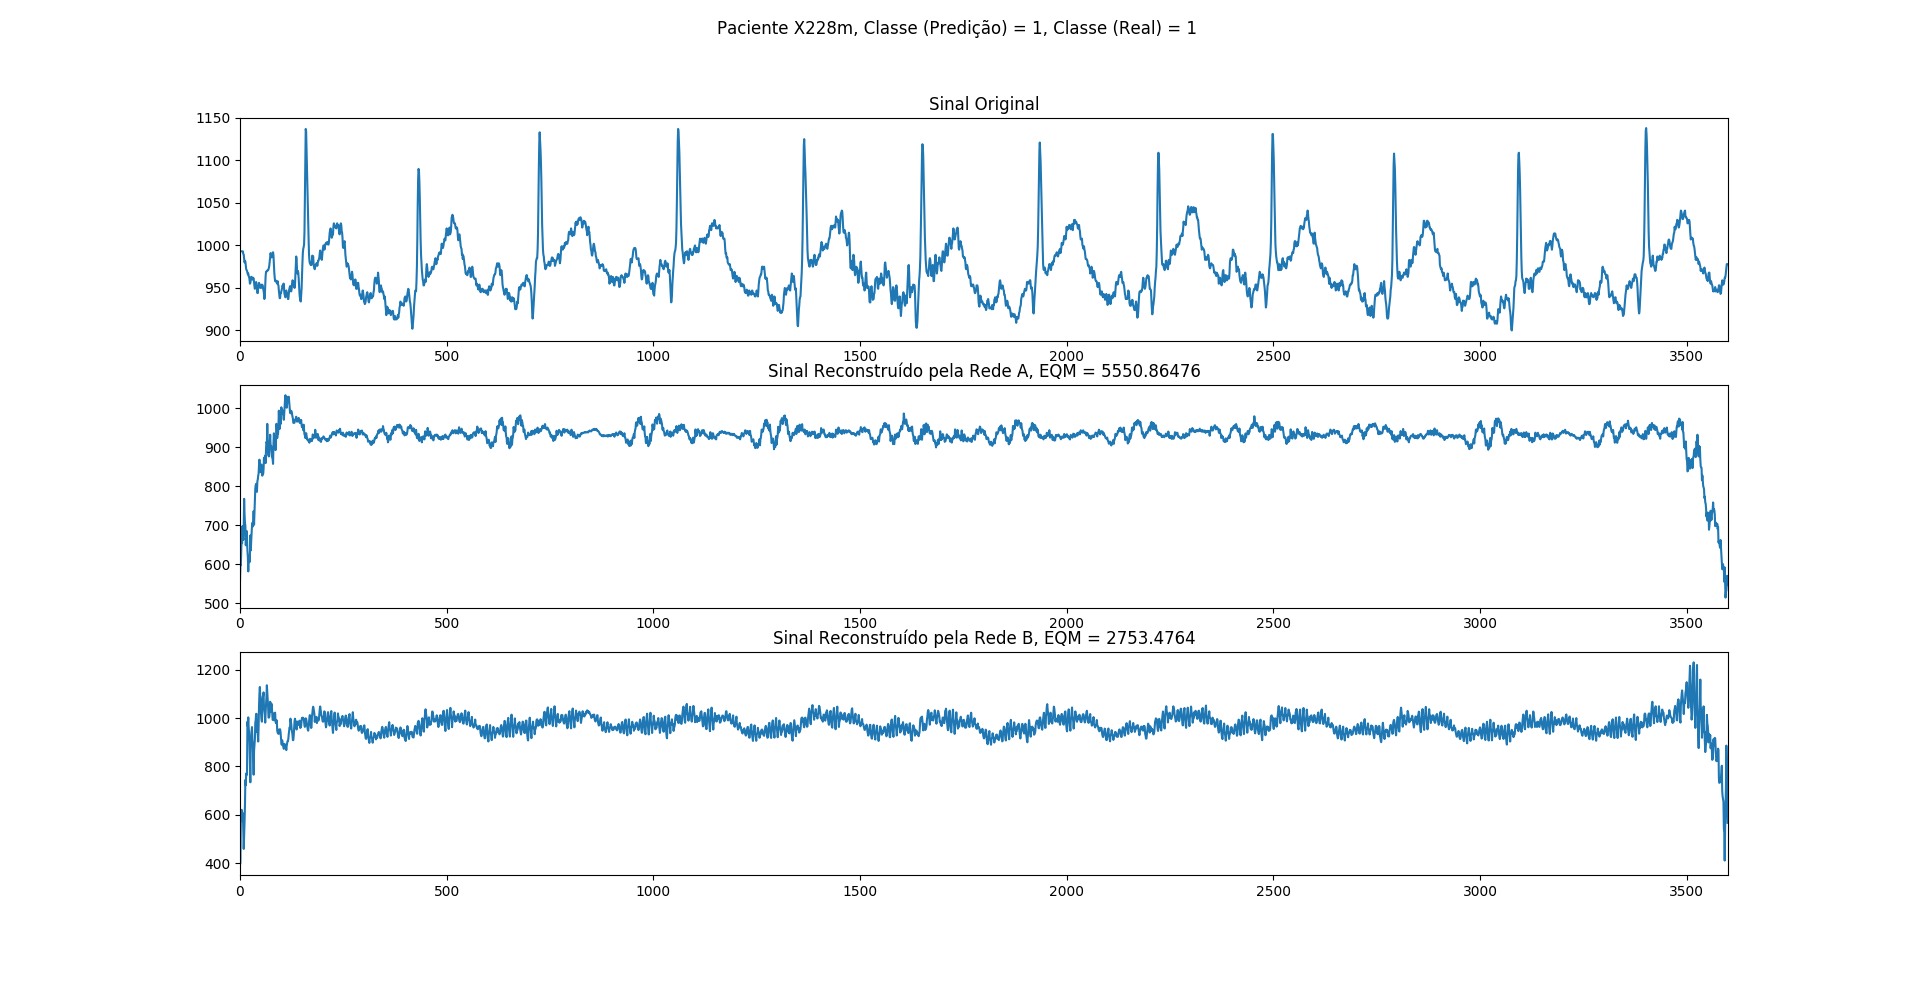 Paciente X228m, Classe (Predição) = 1, Classe (Real) = 1
Sinal Original
1150
1100
1050
1000
950
900
0 500 1000 1500 2000 2500 3000 3500
Sinal Reconstruído pela Rede A, EQM = 5550.86476
1000
900
800
700
600
500
0 500 1000 1500 2000 2500 3000 3500
Sinal Reconstruído pela Rede B, EQM = 2753.4764
1200
1000
800
600
400
0 500 1000 1500 2000 2500 3000 3500